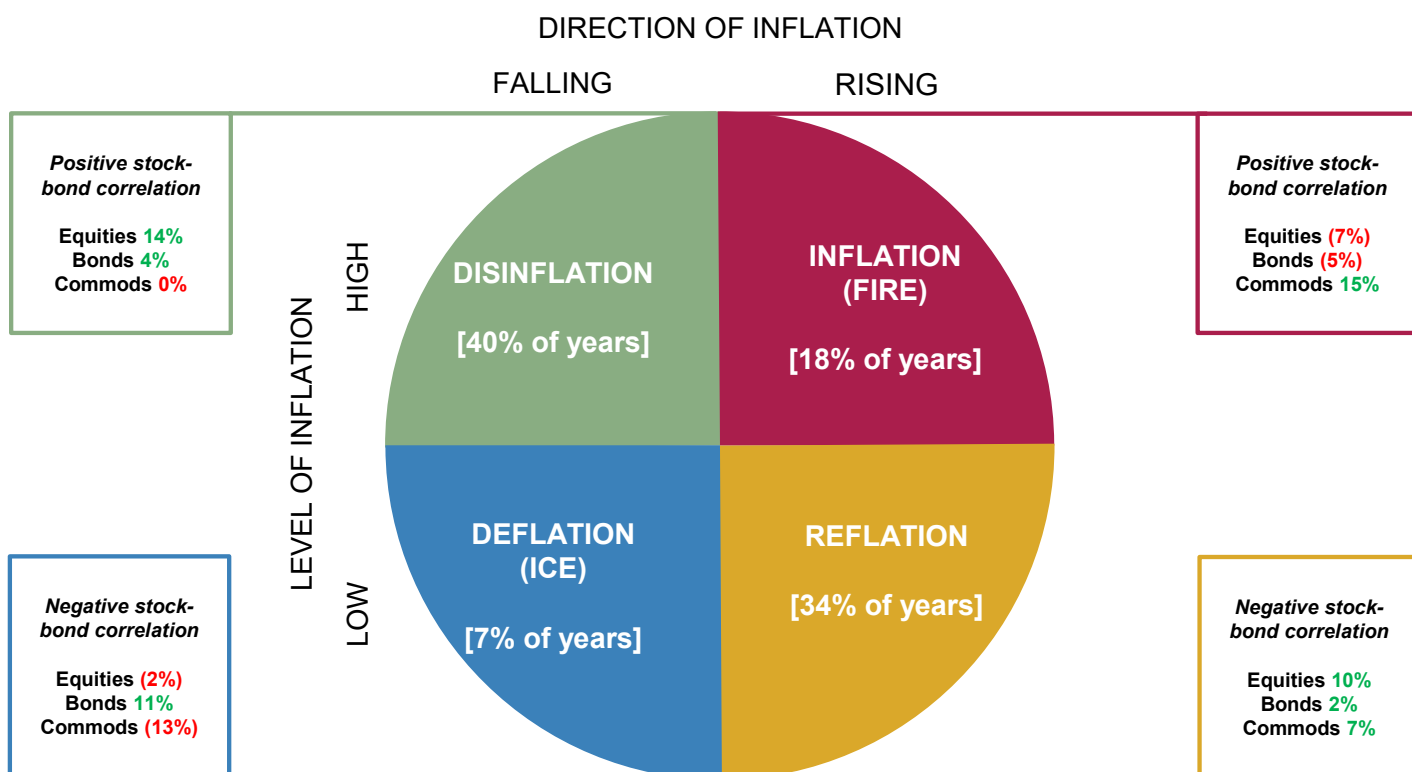 DIRECTION OF INFLATION
FALLING
RISING
Positive stock-
bond correlation
Equities 14%
Bonds 4%
Commods 0%
LEVEL OF INFLATION
HIGH
LOW
DISINFLATION
[40% of years]
INFLATION
(FIRE)
[18% of years]
Positive stock-
bond correlation
Equities (7%)
Bonds (5%)
Commods 15%
Negative stock-
bond correlation
Equities (2%)
Bonds 11%
Commods (13%)
DEFLATION
(ICE)
[7% of years]
REFLATION
[34% of years]
Negative stock-
bond correlation
Equities 10%
Bonds 2%
Commods 7%